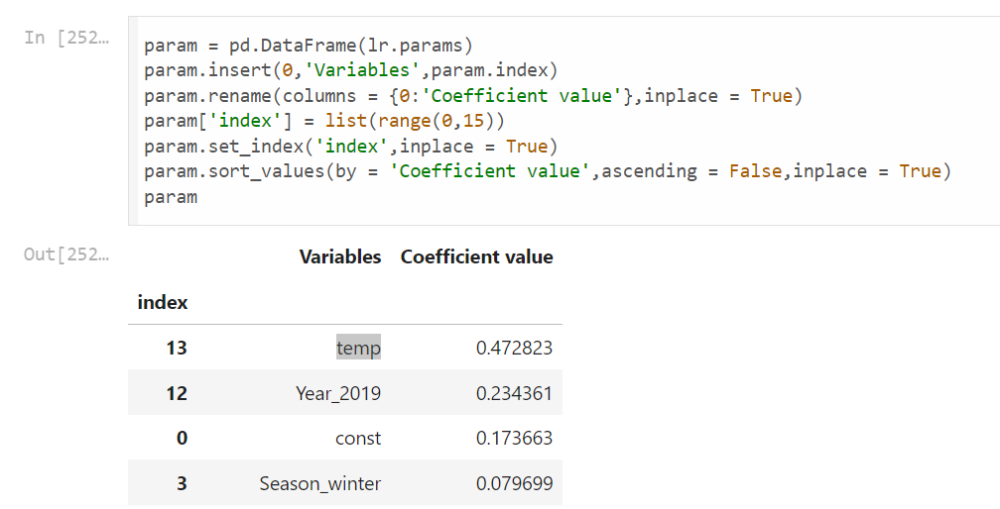 In [252…
param = pd.DataFrame(lr.params)
param.insert(0,'Variables',param.index)
param.rename(columns = {0:'Coefficient value'},inplace = True)
param['index'] = list(range(0,15))
param.set_index('index',inplace = True)
param.sort_values(by = 'Coefficient value',ascending = False,inplace = True)
param
Out[252…
Variables Coefficient value
index
13 temp 0.472823
12 Year_2019 0.234361
0 const 0.173663
3 Season_winter 0.079699